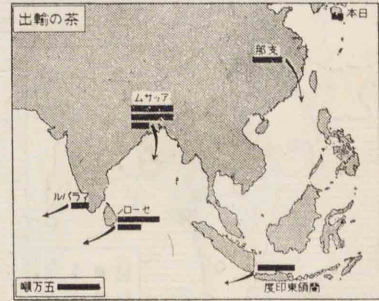 茶の輸出
日本
支那
アッサム
マラバル
セーロン
蘭領東印度
五万噸